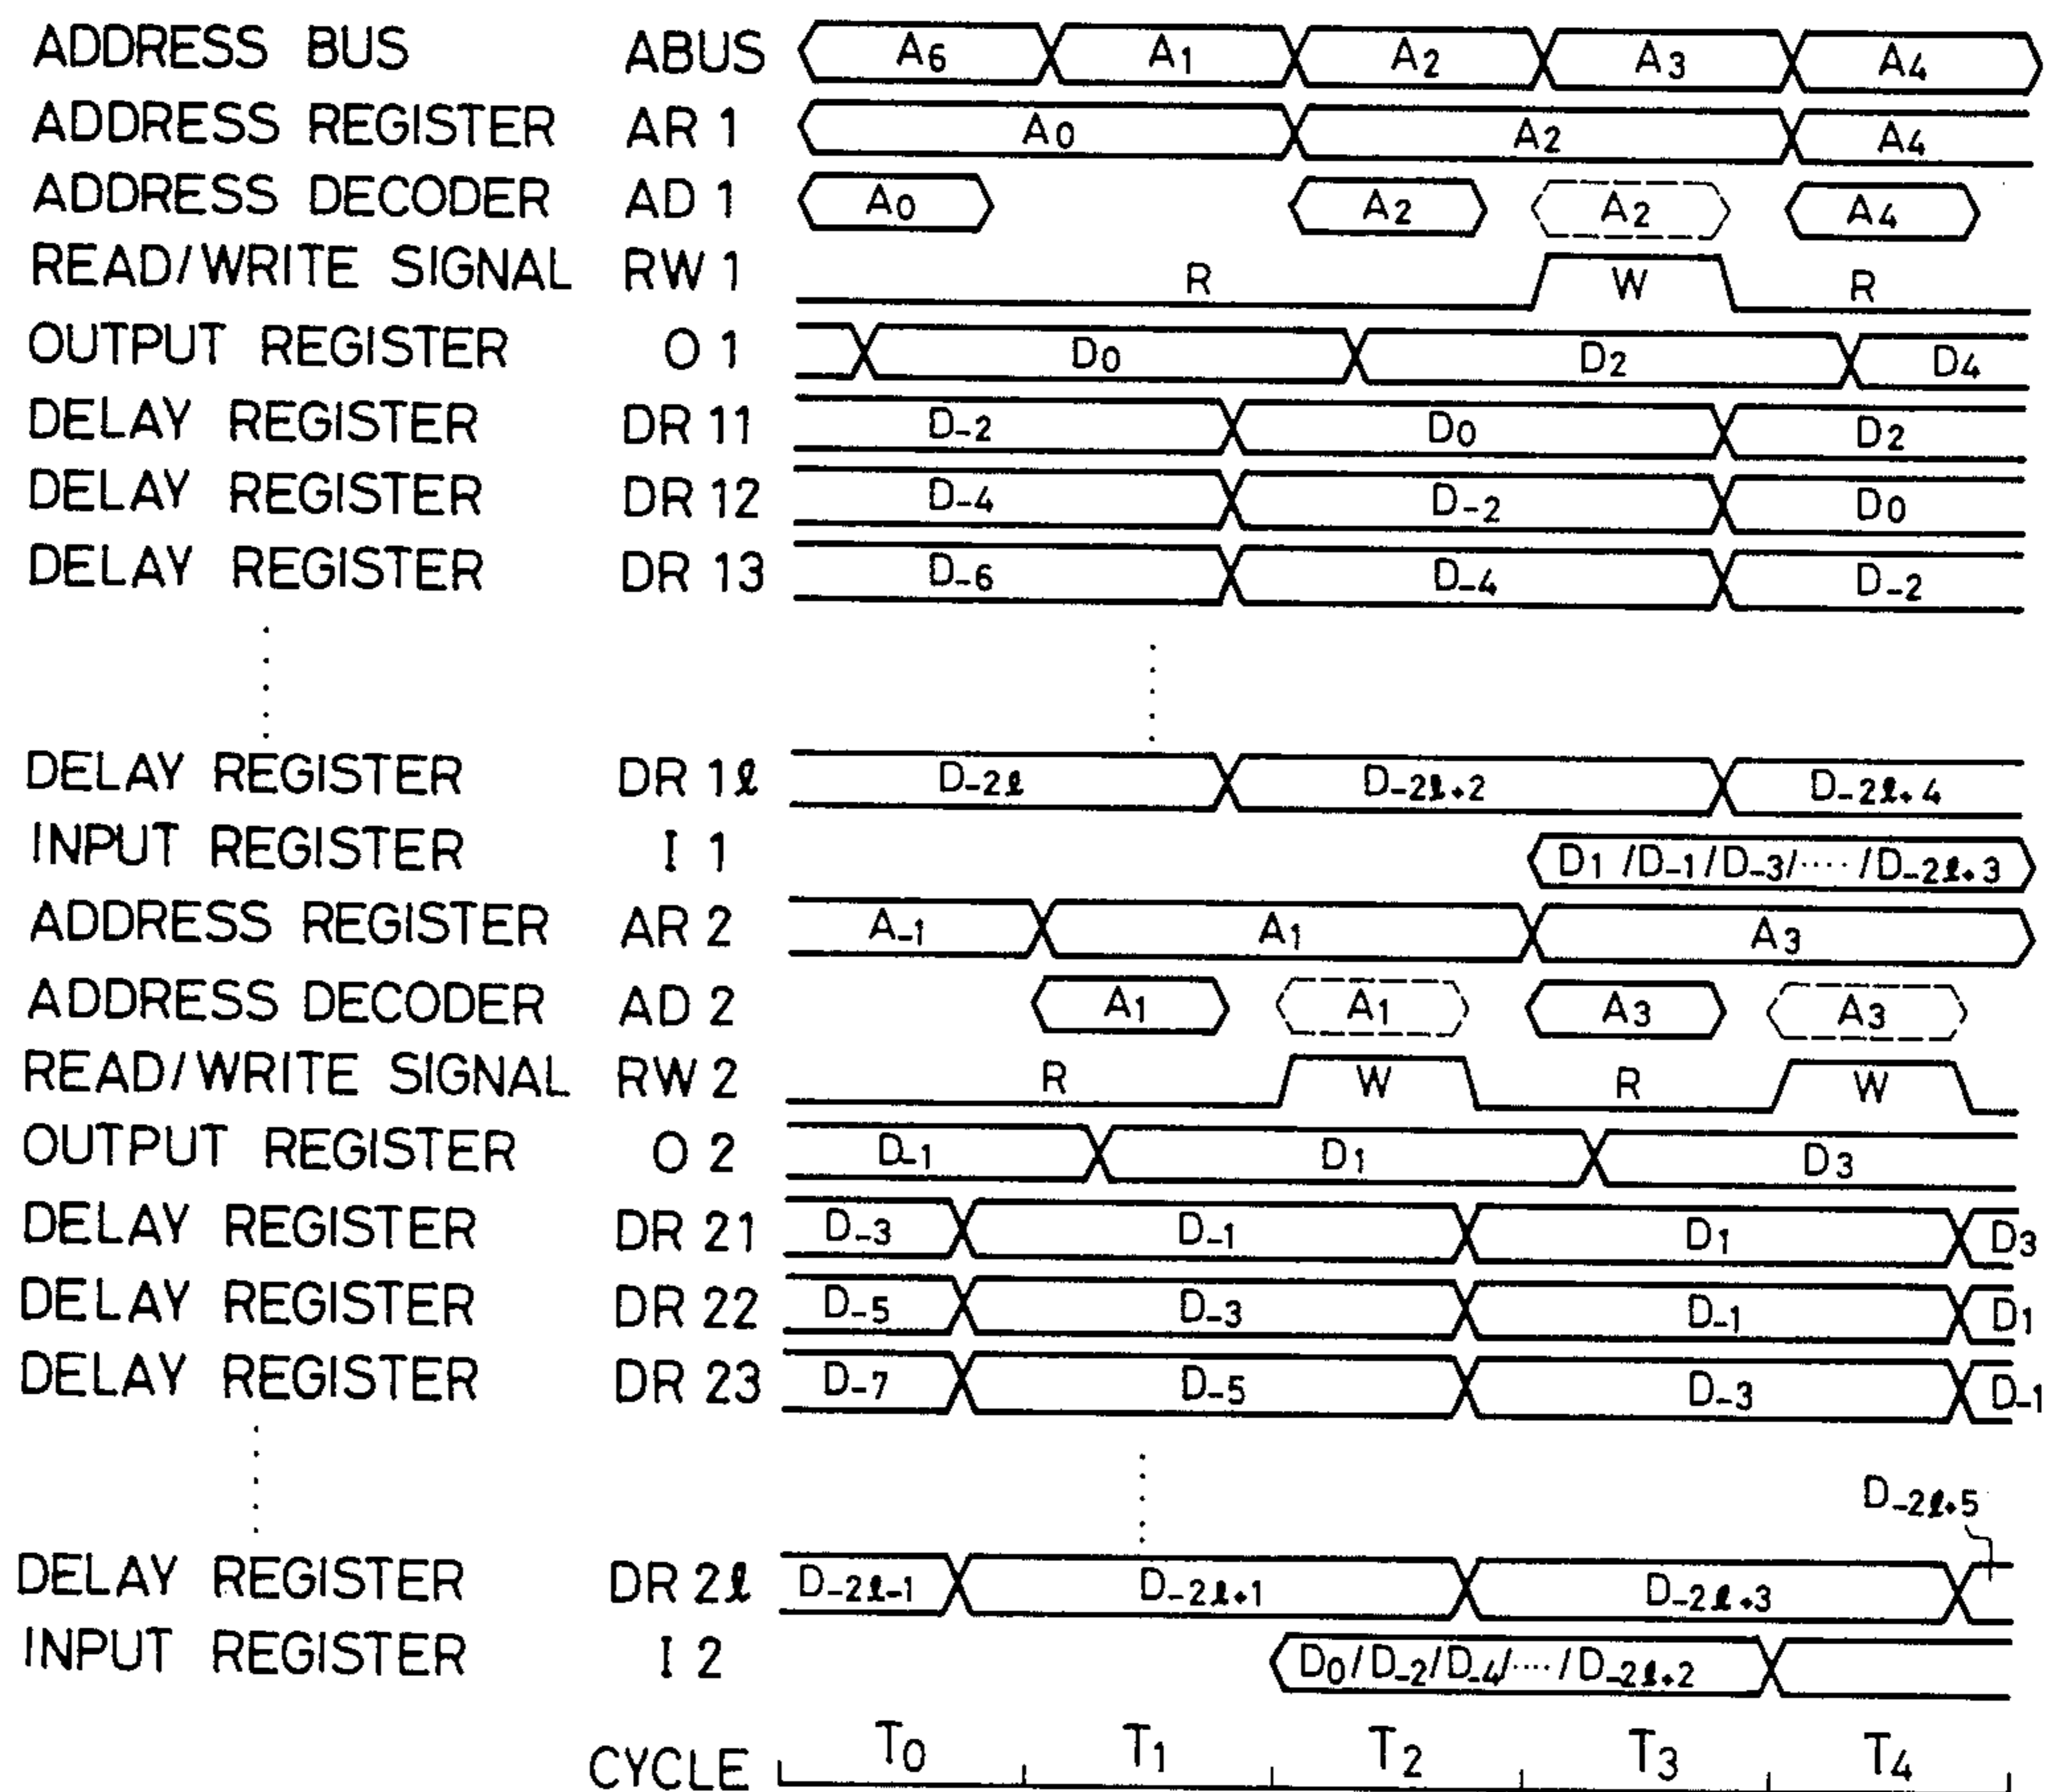 ADDRESS BUS ABUS A6 A1 A2 A3 A4
ADDRESS REGISTER AR 1 A0 A2 A4
ADDRESS DECODER AD 1 A0 A2 A2 A4
READ/WRITE SIGNAL RW 1 R W R
OUTPUT REGISTER O 1 D0 D2 D4
DELAY REGISTER DR 11 D-2 D0 D2
DELAY REGISTER DR 12 D-4 D-2 D0
DELAY REGISTER DR 13 D-6 D-4 D-2
DELAY REGISTER DR 1ℓ D-2ℓ D-2ℓ+2 D-2ℓ+4
INPUT REGISTER I 1 D1/D-1/D-3/····/D-2ℓ+3
ADDRESS REGISTER AR 2 A-1 A1 A3
ADDRESS DECODER AD 2 A1 A1 A3 A3
READ/WRITE SIGNAL RW 2 R W R W
OUTPUT REGISTER O 2 D-1 D1 D3
DELAY REGISTER DR 21 D-3 D-1 D1 D3
DELAY REGISTER DR 22 D-5 D-3 D-1 D1
DELAY REGISTER DR 23 D-7 D-5 D-3 D-1
D-2ℓ+5
DELAY REGISTER DR 2ℓ D-2ℓ-1 D-2ℓ+1 D-2ℓ+3
INPUT REGISTER I 2 D0/D-2/D-4/····/D-2ℓ+2
CYCLE T0 T1 T2 T3 T4